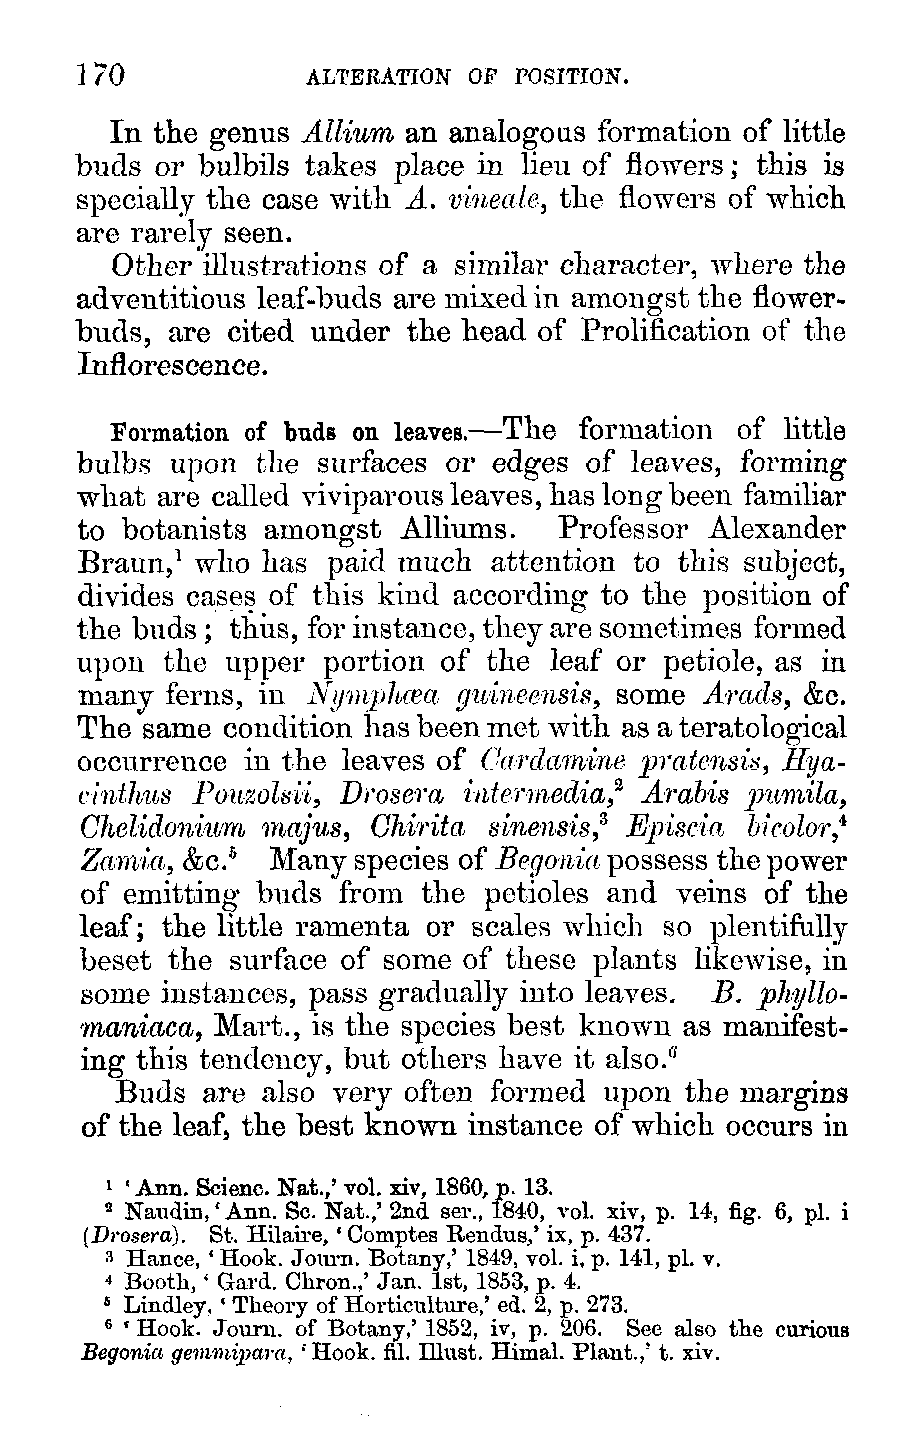 170 ALTERATION OF POSITION.
In the genus Allium an analogous formation of little
buds or bulbils takes place in lieu of flowers; this is
specially the case with A. vineale, the flowers of which
are rarely seen.
Other illustrations of a similar character, where the
adventitious leaf-buds are mixed in amongst the flower-
buds, are cited under the head of Prolification of the
Inflorescence.
Formation of buds on leaves.—The formation of little
bulbs upon the surfaces or edges of leaves, forming
what are called viviparous leaves, has long been familiar
to botanists amongst Alliums. Professor Alexander
Braun,¹ who has paid much attention to this subject,
divides cases of this kind according to the position of
the buds; thus, for instance, they are sometimes formed
upon the upper portion of the leaf or petiole, as in
many ferns, in Nymphæa guineensis, some Arads, &c.
The same condition has been met with as a teratological
occurrence in the leaves of Cardamine pratensis, Hya-
cinthus Pouzolsii, Drosera intermedia,² Arabis pumila,
Chelidonium majus, Chirita sinensis,³ Episcia bicolor,⁴
Zamia, &c.⁵ Many species of Begonia possess the power
of emitting buds from the petioles and veins of the
leaf; the little ramenta or scales which so plentifully
beset the surface of some of these plants likewise, in
some instances, pass gradually into leaves. B. phyllo-
maniaca, Mart., is the species best known as manifest-
ing this tendency, but others have it also.⁶
Buds are also very often formed upon the margins
of the leaf, the best known instance of which occurs in
¹ 'Ann. Scienc. Nat.,' vol. xiv, 1860, p. 13.
² Naudin, 'Ann. Sc. Nat.,' 2nd ser., 1840, vol. xiv, p. 14, fig. 6, pl. i
(Drosera). St. Hilaire, 'Comptes Rendus,' ix, p. 437.
³ Hance, 'Hook. Journ. Botany,' 1849, vol. i, p. 141, pl. v.
⁴ Booth, 'Gard. Chron.,' Jan. 1st, 1853, p. 4.
⁵ Lindley, 'Theory of Horticulture,' ed. 2, p. 273.
⁶ 'Hook. Journ. of Botany,' 1852, iv, p. 206. See also the curious
Begonia gemmipara, 'Hook. fil. Illust. Himal. Plant.,' t. xiv.